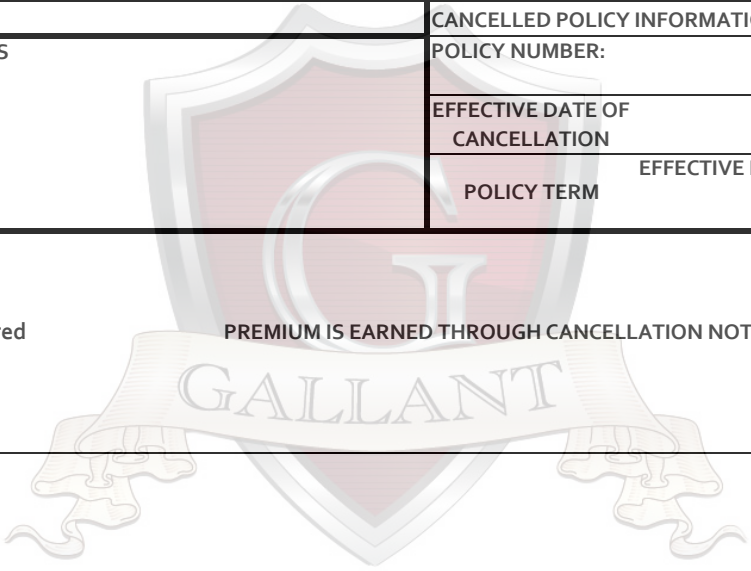 CANCELLED POLICY INFORMATI
S
POLICY NUMBER:
EFFECTIVE DATE OF
CANCELLATION
EFFECTIVE
POLICY TERM
ed
PREMIUM IS EARNED THROUGH CANCELLATION NOT
G
GALLANT